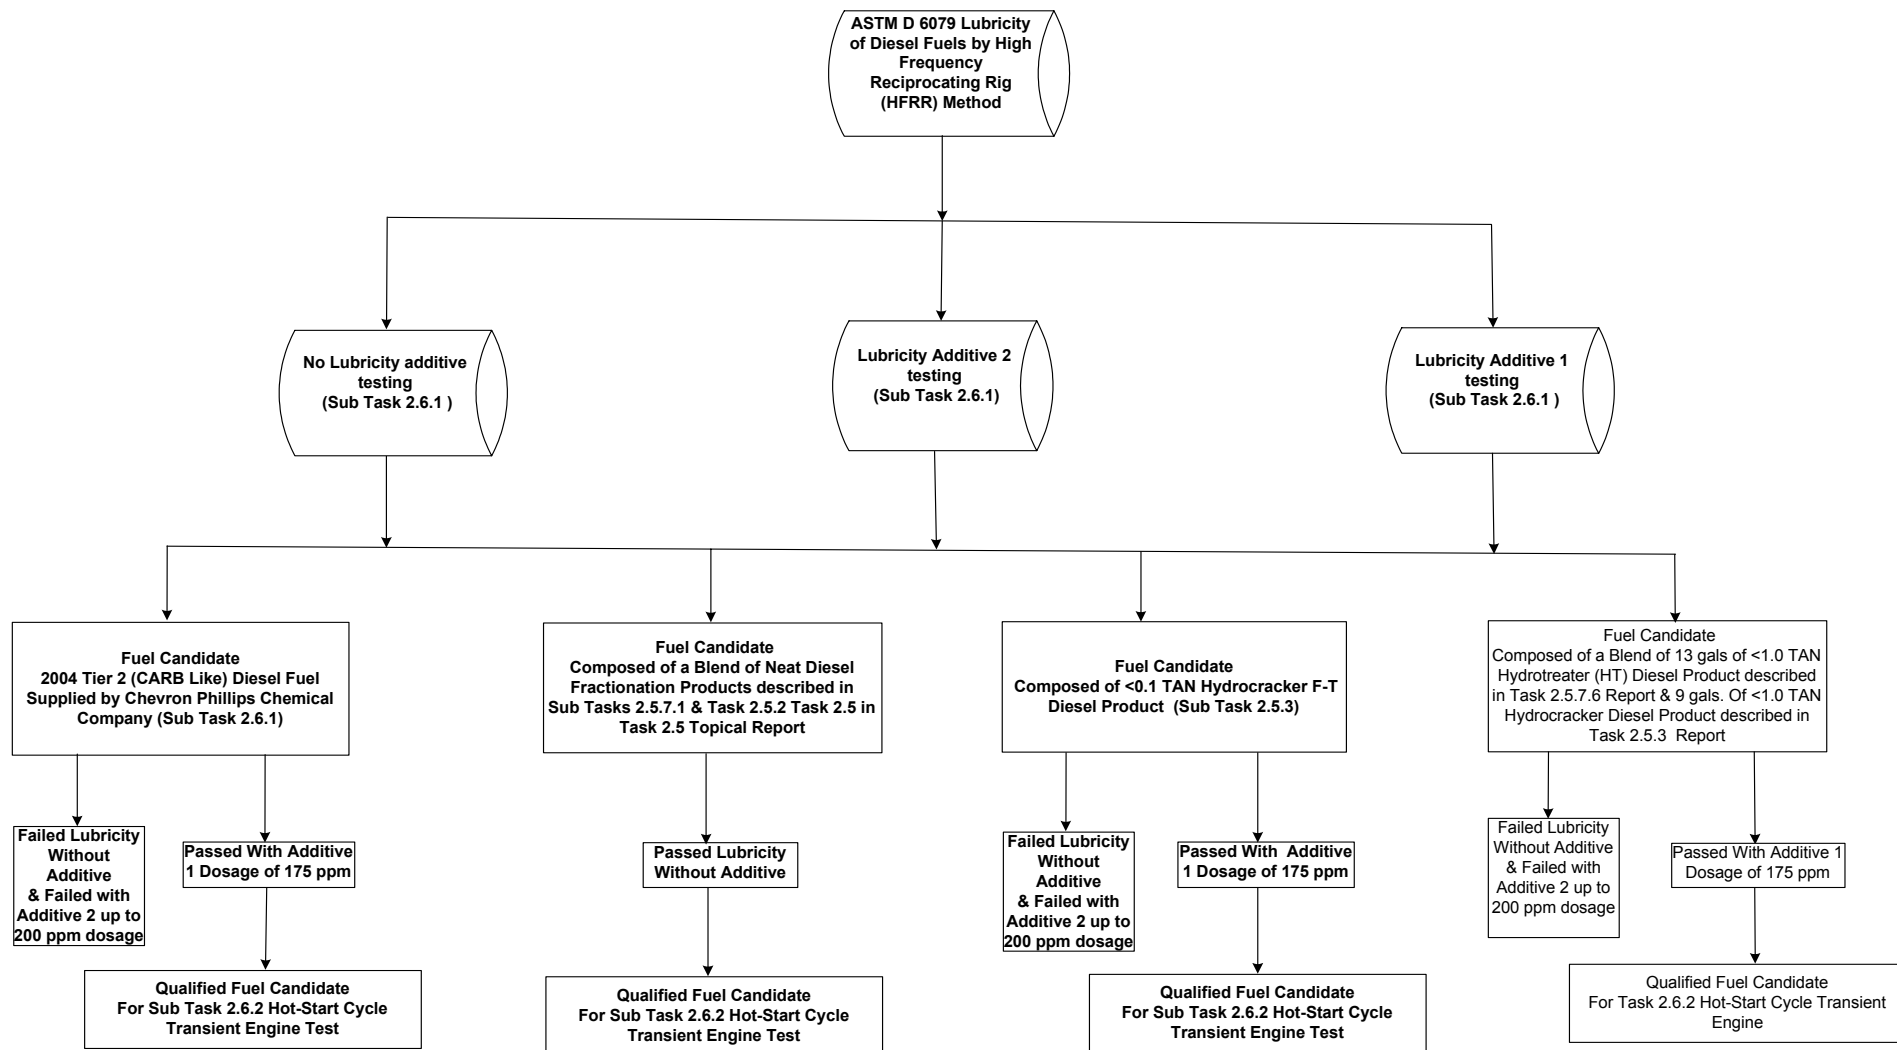 ASTM D 6079 Lubricity
of Diesel Fuels by High
Frequency
Reciprocating Rig
(HFRR) Method
No Lubricity additive
testing
(Sub Task 2.6.1 )
Lubricity Additive 2
testing
(Sub Task 2.6.1)
Lubricity Additive 1
testing
(Sub Task 2.6.1 )
Fuel Candidate
2004 Tier 2 (CARB Like) Diesel Fuel
Supplied by Chevron Phillips Chemical
Company (Sub Task 2.6.1)
Fuel Candidate
Composed of a Blend of Neat Diesel
Fractionation Products described in
Sub Tasks 2.5.7.1 & Task 2.5.2 Task 2.5 in
Task 2.5 Topical Report
Fuel Candidate
Composed of <0.1 TAN Hydrocracker F-T
Diesel Product (Sub Task 2.5.3)
Fuel Candidate
Composed of a Blend of 13 gals of <1.0 TAN
Hydrotreater (HT) Diesel Product described
in Task 2.5.7.6 Report & 9 gals. Of <1.0 TAN
Hydrocracker Diesel Product described in
Task 2.5.3 Report
Failed Lubricity
Without
Additive
& Failed with
Additive 2 up to
200 ppm dosage
Passed With Additive
1 Dosage of 175 ppm
Passed Lubricity
Without Additive
Failed Lubricity
Without
Additive
& Failed with
Additive 2 up to
200 ppm dosage
Passed With Additive
1 Dosage of 175 ppm
Failed Lubricity
Without Additive
& Failed with
Additive 2 up to
200 ppm dosage
Passed With Additive 1
Dosage of 175 ppm
Qualified Fuel Candidate
For Sub Task 2.6.2 Hot-Start Cycle
Transient Engine Test
Qualified Fuel Candidate
For Sub Task 2.6.2 Hot-Start Cycle
Transient Engine Test
Qualified Fuel Candidate
For Sub Task 2.6.2 Hot-Start Cycle
Transient Engine Test
Qualified Fuel Candidate
For Task 2.6.2 Hot-Start Cycle Transient
Engine